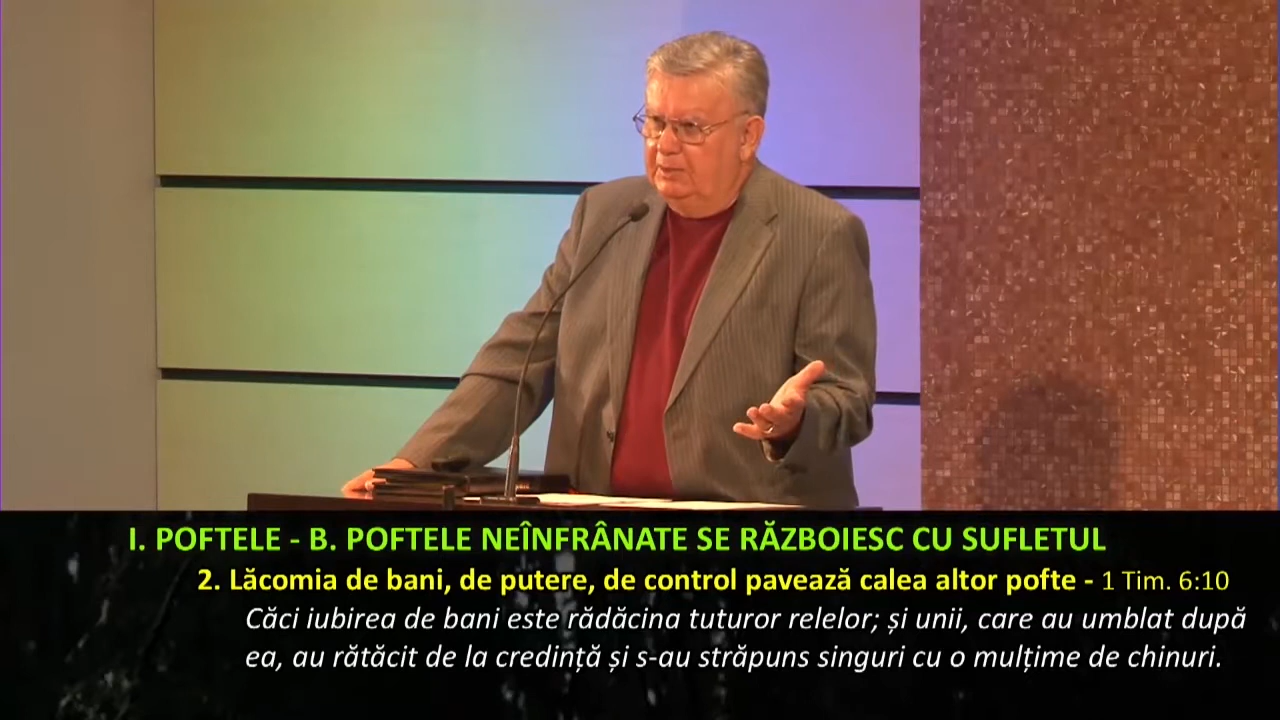 I. POFTELE - B. POFTELE NEÎNFRÂNATE SE RĂZBOIESC CU SUFLETUL
2. Lăcomia de bani, de putere, de control pavează calea altor pofte - 1 Tim. 6:10
Căci iubirea de bani este rădăcina tuturor relelor; și unii, care au umblat după
ea, au rătăcit de la credință și s-au străpuns singuri cu o mulțime de chinuri.